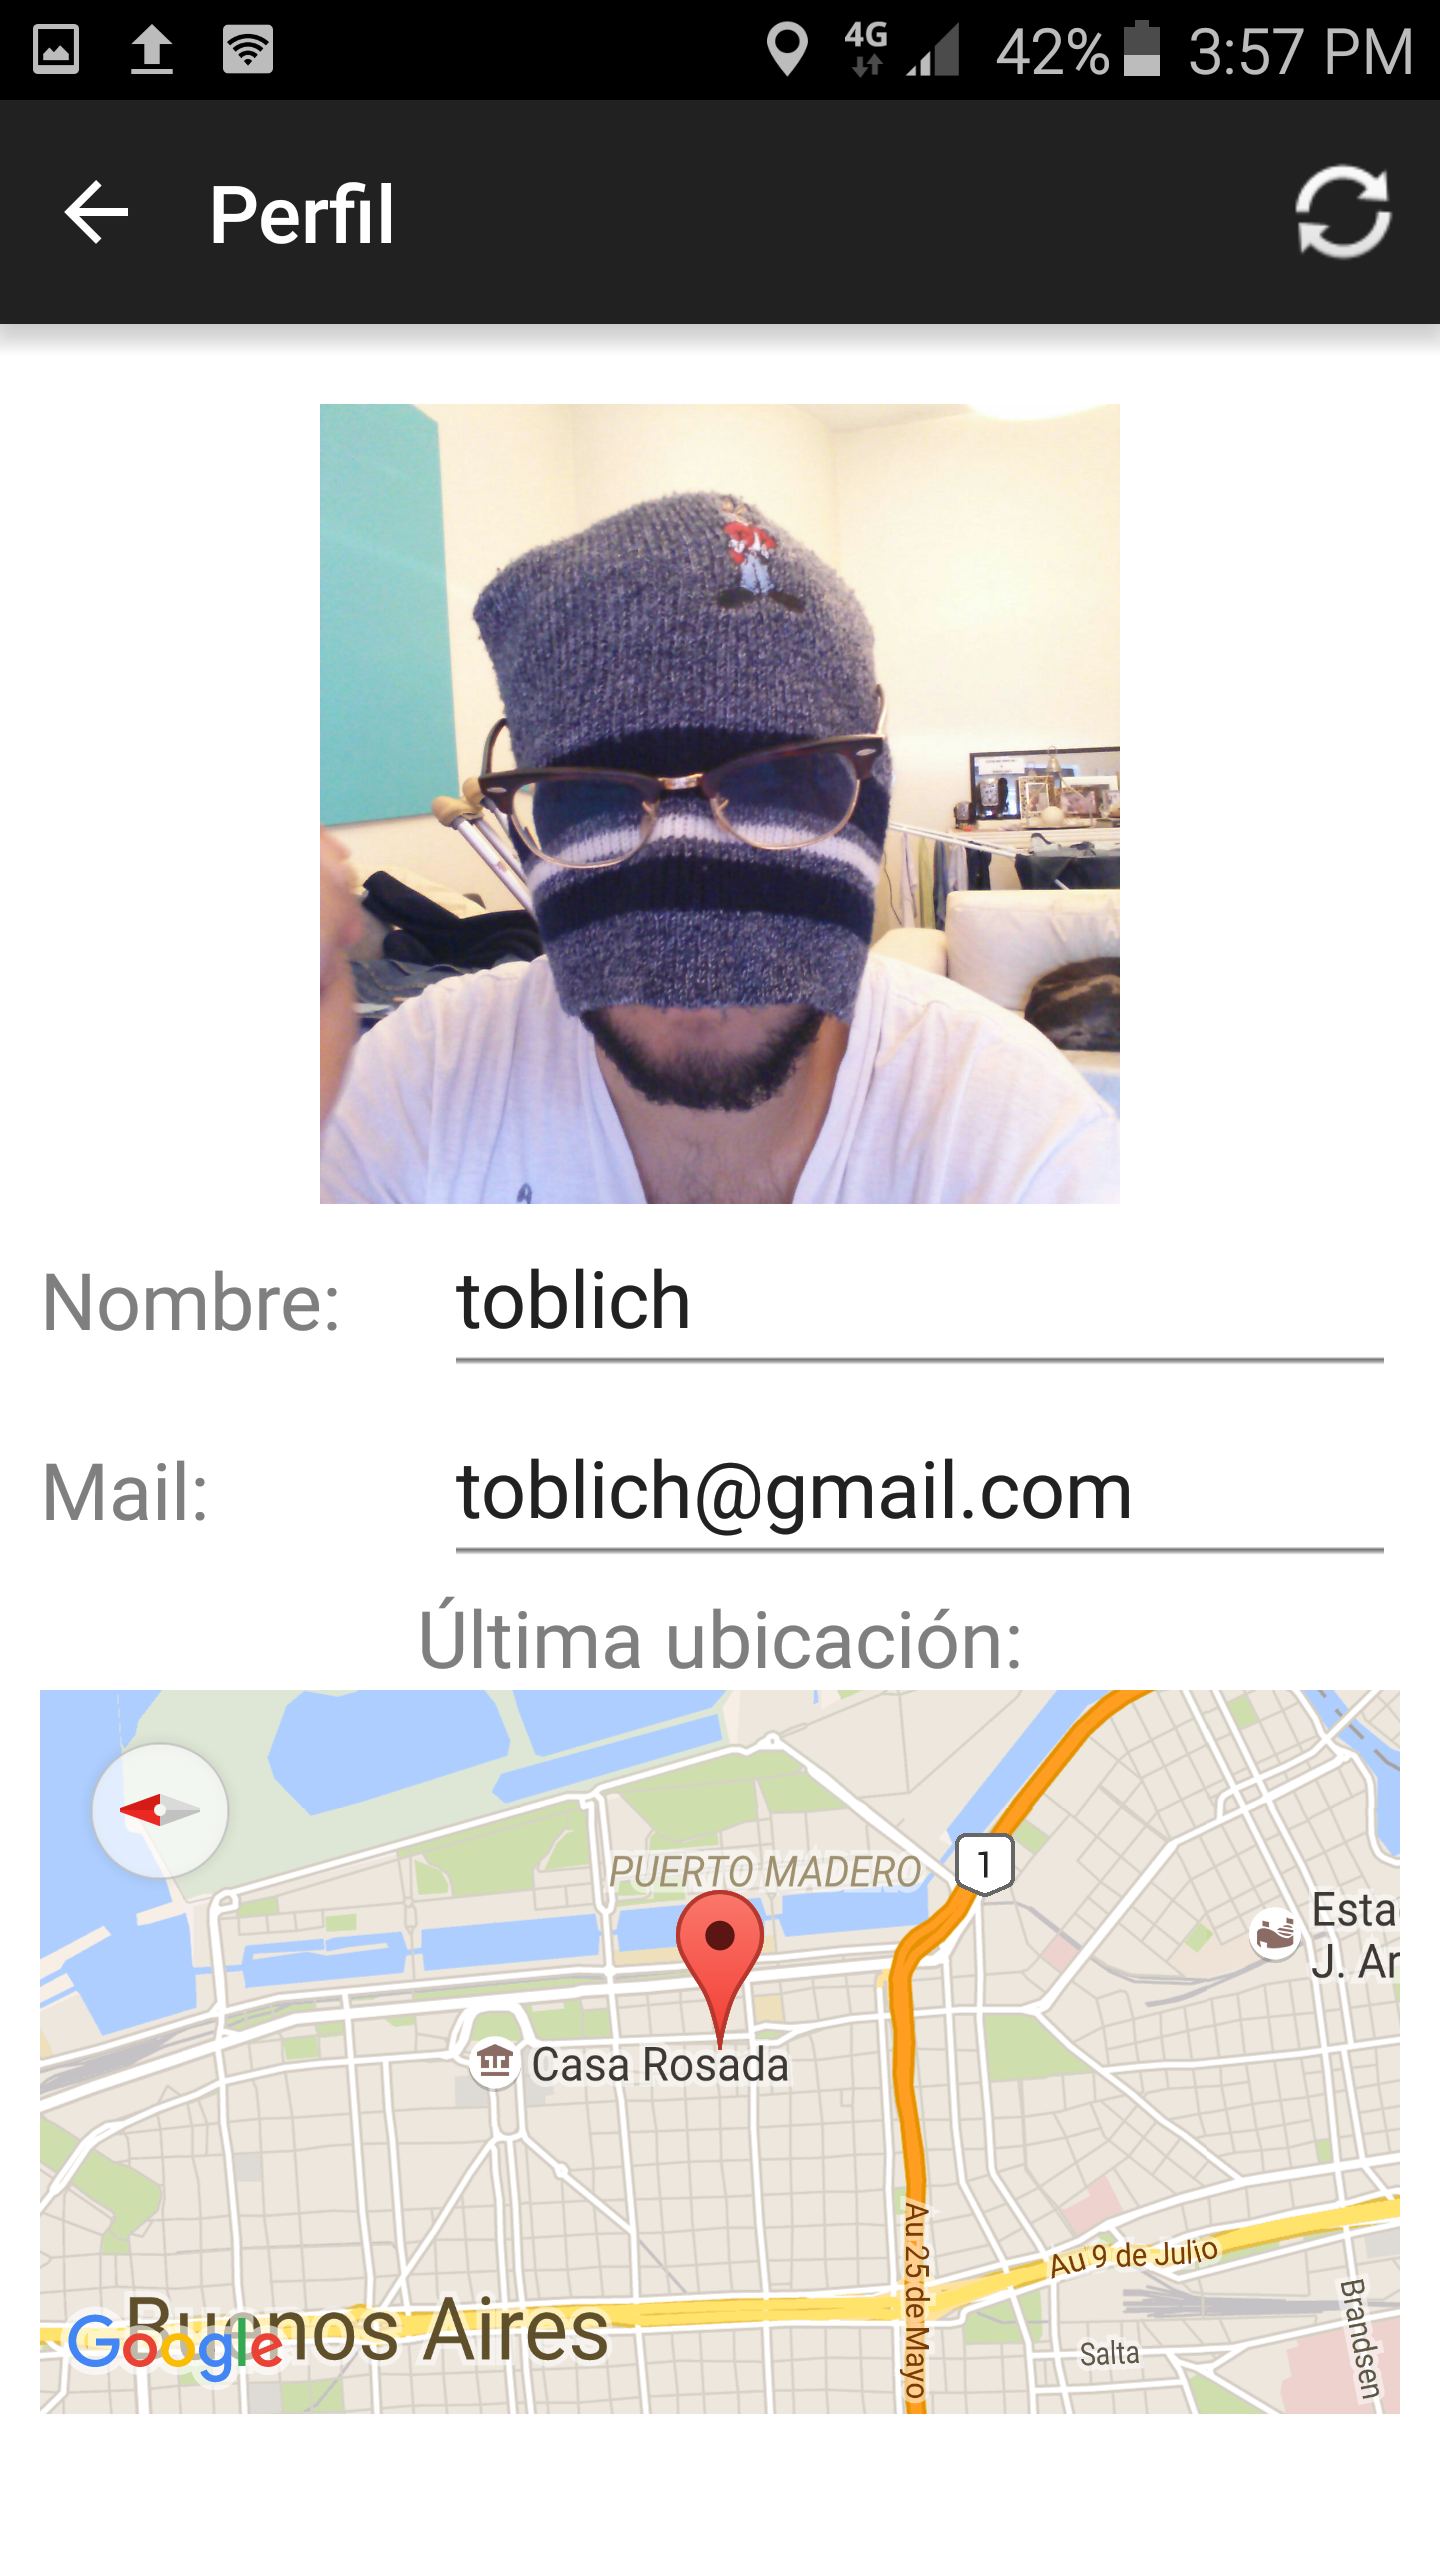 4G 42% 3:57 PM
Perfil
Nombre: toblich
Mail: toblich@gmail.com
Última ubicación:
PUERTO MADERO
1
Esta
J. Ar
Casa Rosada
Au 25 de Mayo
Au 9 de Julio
Brandsen
Buenos Aires
Google
Salta